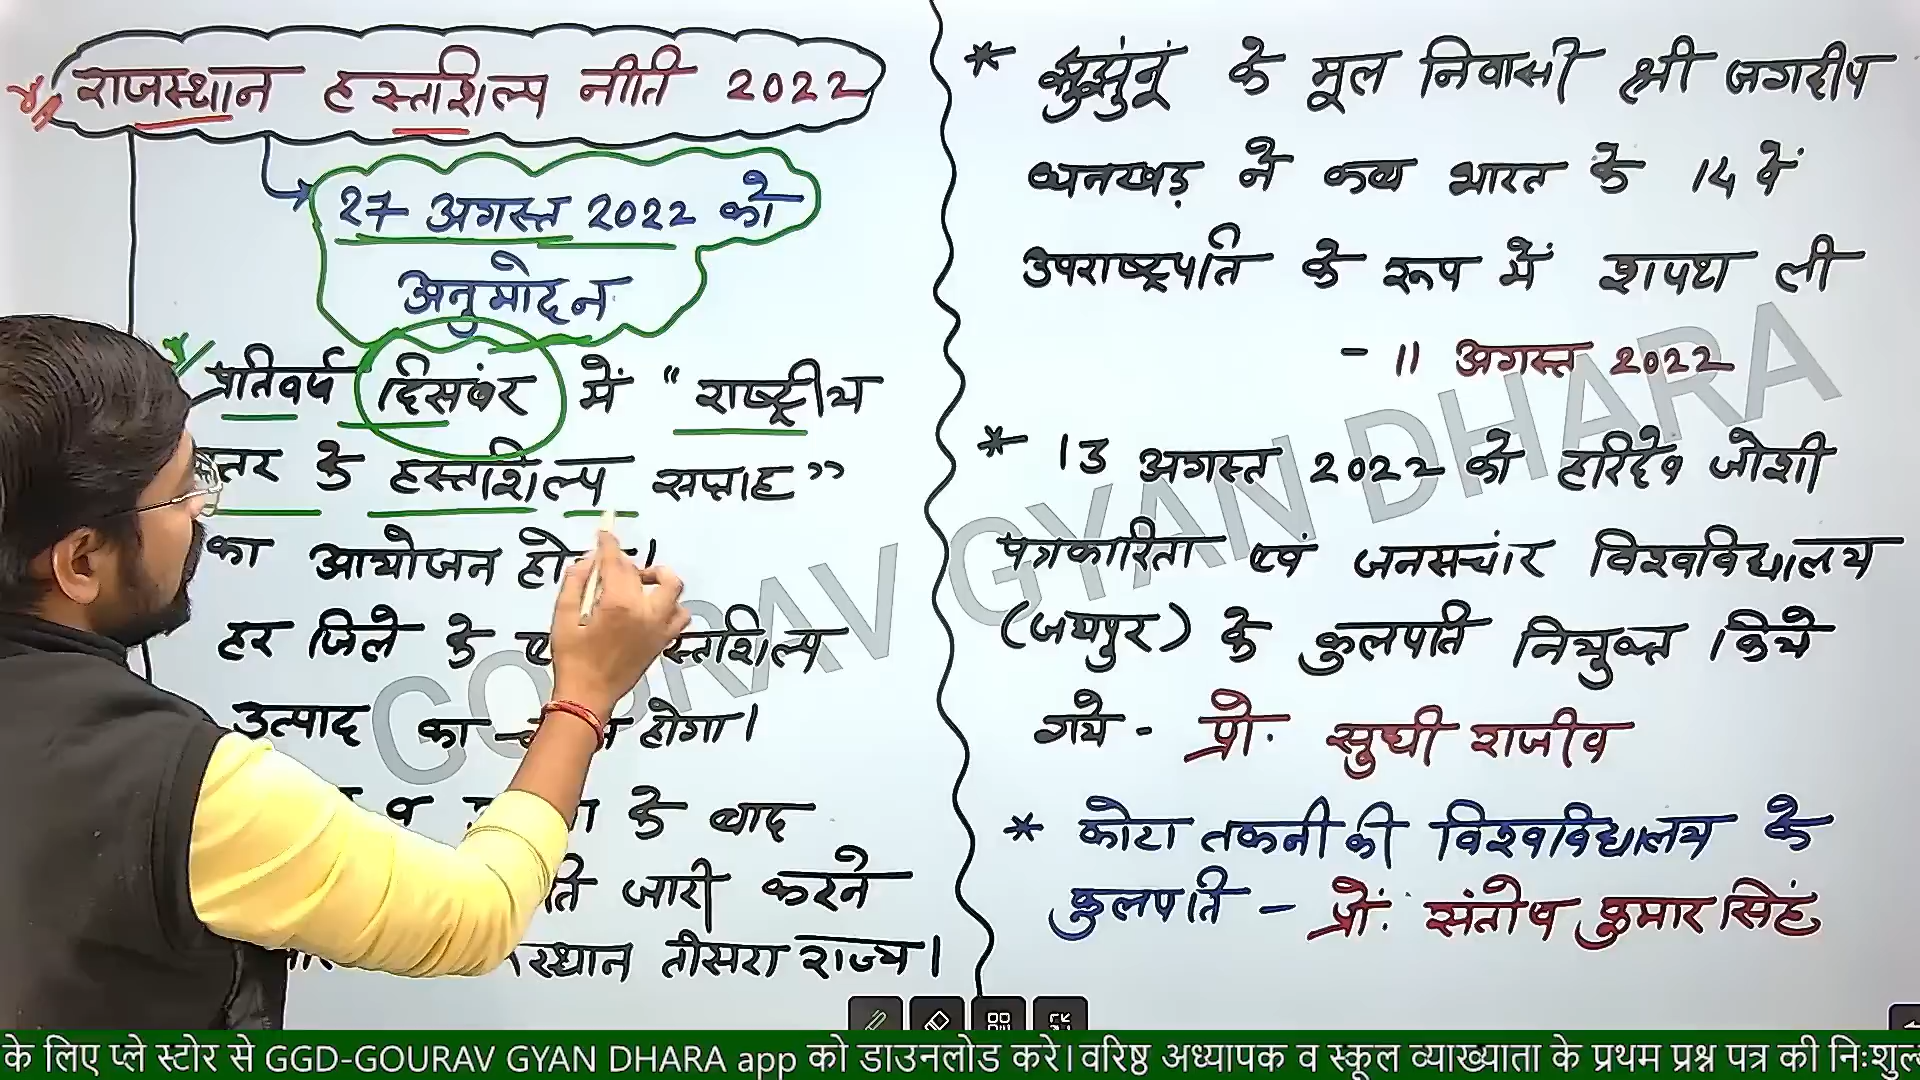 राजस्थान हस्तशिल्प नीति 2022
27 अगस्त 2022 को
अनुमोदन
प्रतिवर्ष दिसंबर में "राष्ट्रीय
के हस्तशिल्प सप्ताह"
का आयोजन
हर जिले के
उत्पाद का होगा।
व के बाद
जारी करने
तीसरा राज्य।
* झुंझुंनूं के मूल निवासी श्री जगदीप
धनखड़ ने कब भारत के 14 वें
उपराष्ट्रपति के रूप में शपथ ली
- 11 अगस्त 2022
* 13 अगस्त 2022 को हरिदेव जोशी
पत्रकारिता एवं जनसंचार विश्वविद्यालय
(जयपुर) के कुलपति नियुक्त किये
गये - प्रो. सुधी राजीव
* कोटा तकनीकी विश्वविद्यालय के
कुलपति - प्रो. संतोष कुमार सिंह
GOURAV GYAN DHARA
के लिए प्ले स्टोर से GGD-GOURAV GYAN DHARA app को डाउनलोड करे।वरिष्ठ अध्यापक व स्कूल व्याख्याता के प्रथम प्रश्न पत्र की